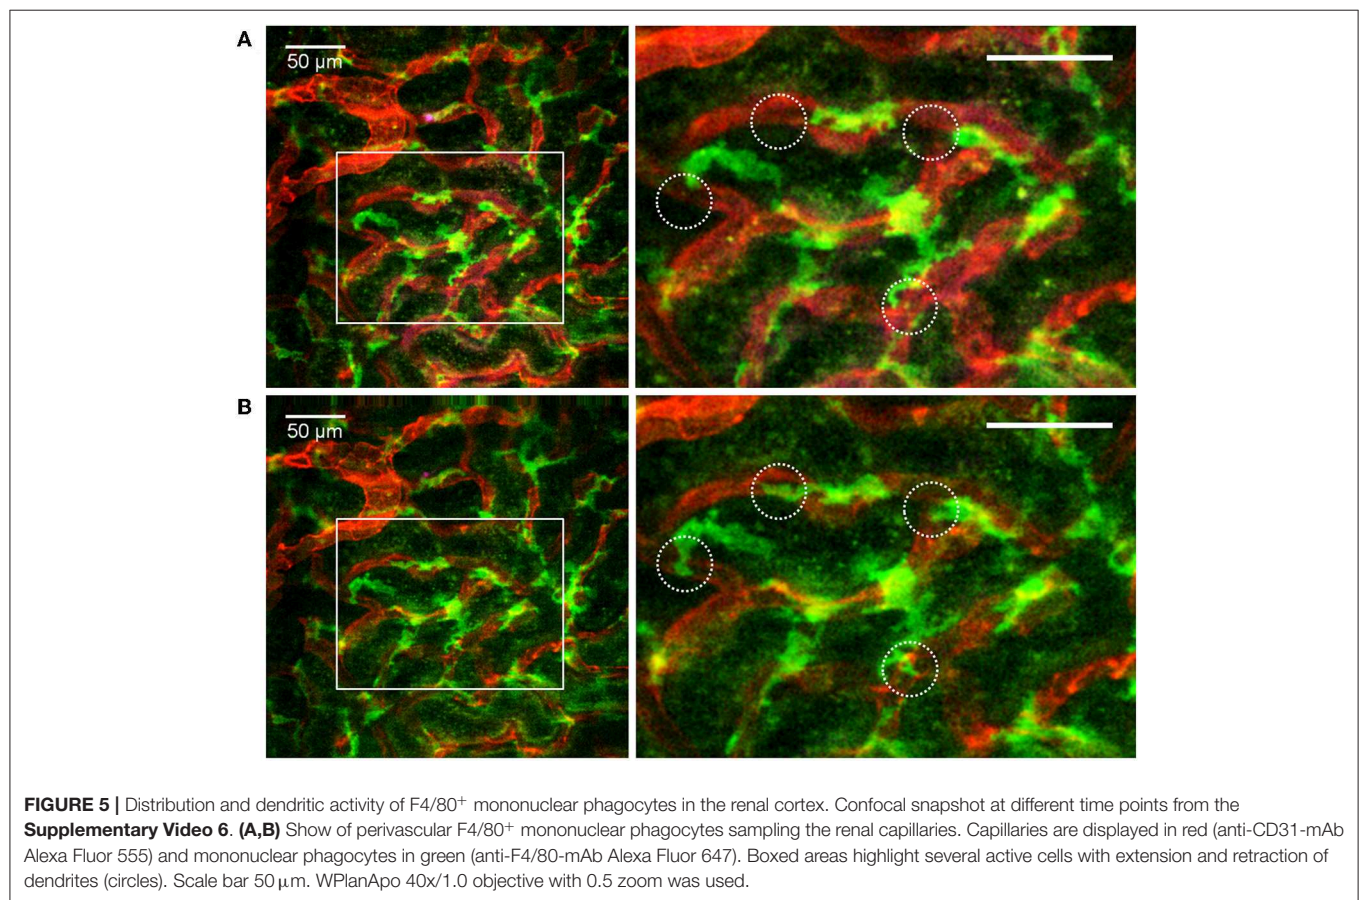 A
50 µm
B
50 µm
FIGURE 5 | Distribution and dendritic activity of F4/80+ mononuclear phagocytes in the renal cortex. Confocal snapshot at different time points from the
Supplementary Video 6. (A,B) Show of perivascular F4/80+ mononuclear phagocytes sampling the renal capillaries. Capillaries are displayed in red (anti-CD31-mAb
Alexa Fluor 555) and mononuclear phagocytes in green (anti-F4/80-mAb Alexa Fluor 647). Boxed areas highlight several active cells with extension and retraction of
dendrites (circles). Scale bar 50 µm. WPlanApo 40x/1.0 objective with 0.5 zoom was used.